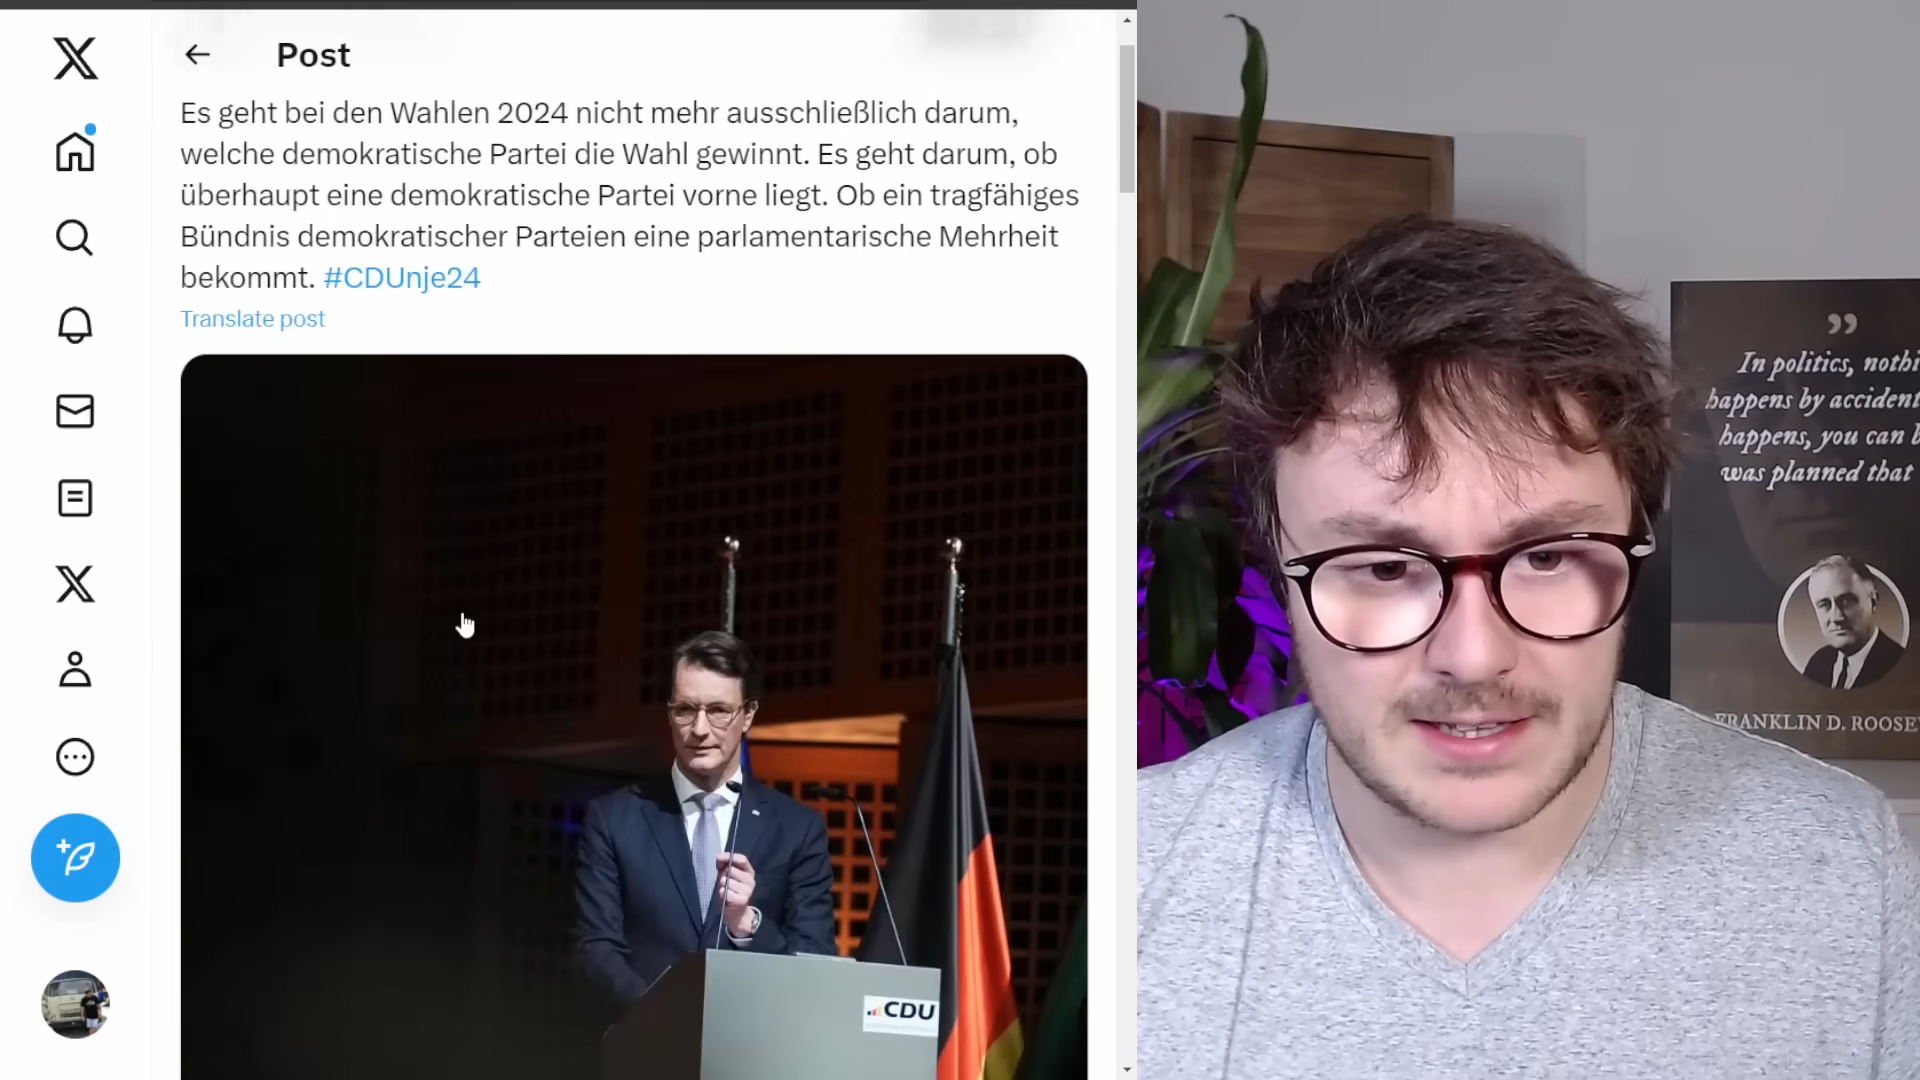 Post
Es geht bei den Wahlen 2024 nicht mehr ausschließlich darum,
welche demokratische Partei die Wahl gewinnt. Es geht darum, ob
überhaupt eine demokratische Partei vorne liegt. Ob ein tragfähiges
Bündnis demokratischer Parteien eine parlamentarische Mehrheit
bekommt. #CDUnje24
Translate post
CDU
”
In politics, nothi
happens by accident
happens, you can b
was planned that
FRANKLIN D. ROOSEV